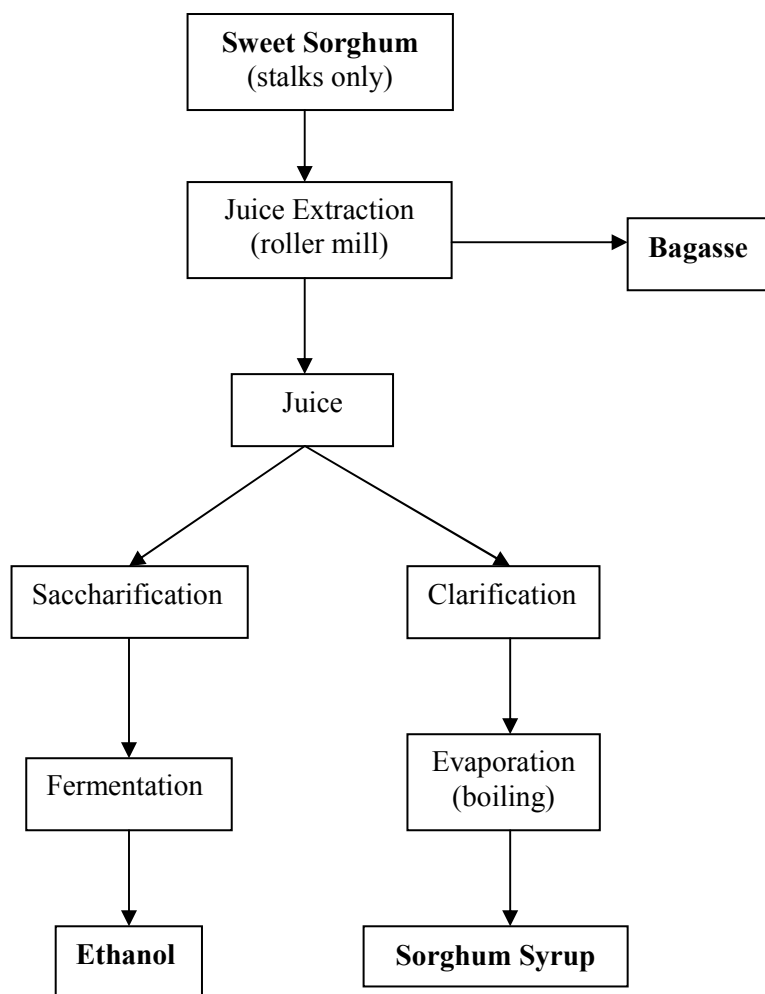 Sweet Sorghum
(stalks only)
Juice Extraction
(roller mill)
Bagasse
Juice
Saccharification
Clarification
Fermentation
Evaporation
(boiling)
Ethanol
Sorghum Syrup